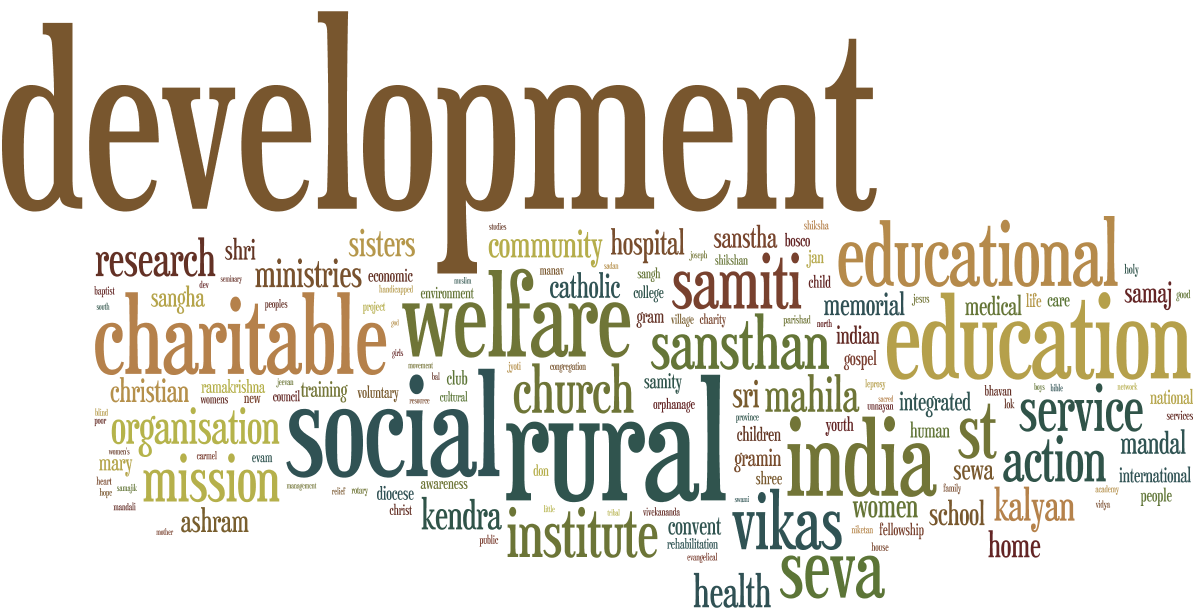 development
studies
shiksha
research shri sisters community hospital sanstha bosco jan educational
ministries economic joseph shikshan
baptist dev seminary handicapped muslim manav sadan sangh samiti child holy
south sangha peoples project environment catholic college memorial jesus medical life care samaj good
charitable god welfare gram village charity parishad north indian education
girls sansthan gospel
movement jyoti congregation
christian ramakrishna jeevan training bal club church samity sri mahila leprosy boys bible network
womens new council voluntary resource cultural orphanage sacred unnayan integrated bhavan lok service national
blind poor organisation social rural province youth services
women's carmel evam children india human st action mandal
mary mission don gramin sewa international
heart hope samajik management relief rotary diocese awareness shree family academy people
mandali christ swami vidya
mother ashram kendra little tribal vivekananda vikas women school kalyan
public institute convent niketan fellowship
rehabilitation house home
evangelical seva
health